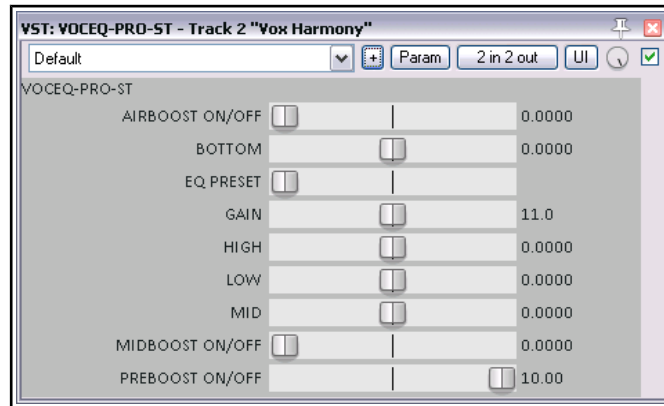 VST: VOCEQ-PRO-ST - Track 2 "Vox Harmony"
Default + Param 2 in 2 out UI
VOCEQ-PRO-ST
AIRBOOST ON/OFF 0.0000
BOTTOM 0.0000
EQ PRESET
GAIN 11.0
HIGH 0.0000
LOW 0.0000
MID 0.0000
MIDBOOST ON/OFF 0.0000
PREBOOST ON/OFF 10.00